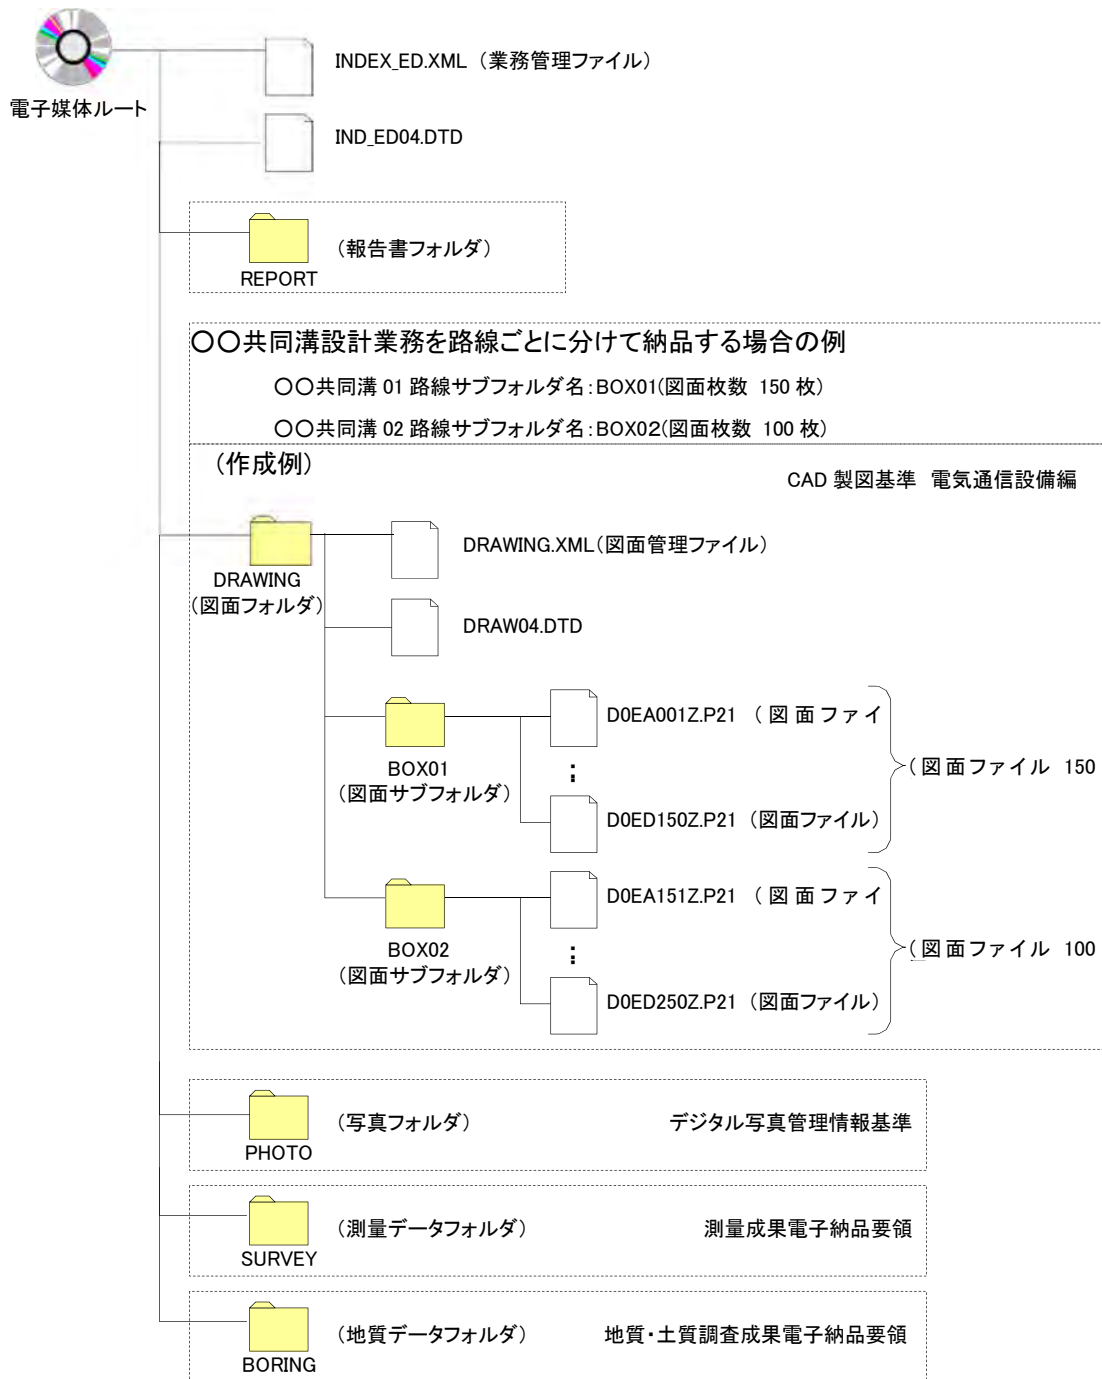 電子媒体ルート
INDEX_ED.XML （業務管理ファイル）
IND_ED04.DTD
（報告書フォルダ）
REPORT
〇〇共同溝設計業務を路線ごとに分けて納品する場合の例
〇〇共同溝 01 路線サブフォルダ名：BOX01(図面枚数 150 枚)
〇〇共同溝 02 路線サブフォルダ名：BOX02(図面枚数 100 枚)
（作成例）
CAD 製図基準 電気通信設備編
DRAWING
（図面フォルダ）
DRAWING.XML（図面管理ファイル）
DRAW04.DTD
BOX01
（図面サブフォルダ）
D0EA001Z.P21 （図面ファイ
：
D0ED150Z.P21 （図面ファイル）
（図面ファイル 150
BOX02
（図面サブフォルダ）
D0EA151Z.P21 （図面ファイ
：
D0ED250Z.P21 （図面ファイル）
（図面ファイル 100
（写真フォルダ） デジタル写真管理情報基準
PHOTO
（測量データフォルダ） 測量成果電子納品要領
SURVEY
（地質データフォルダ） 地質・土質調査成果電子納品要領
BORING